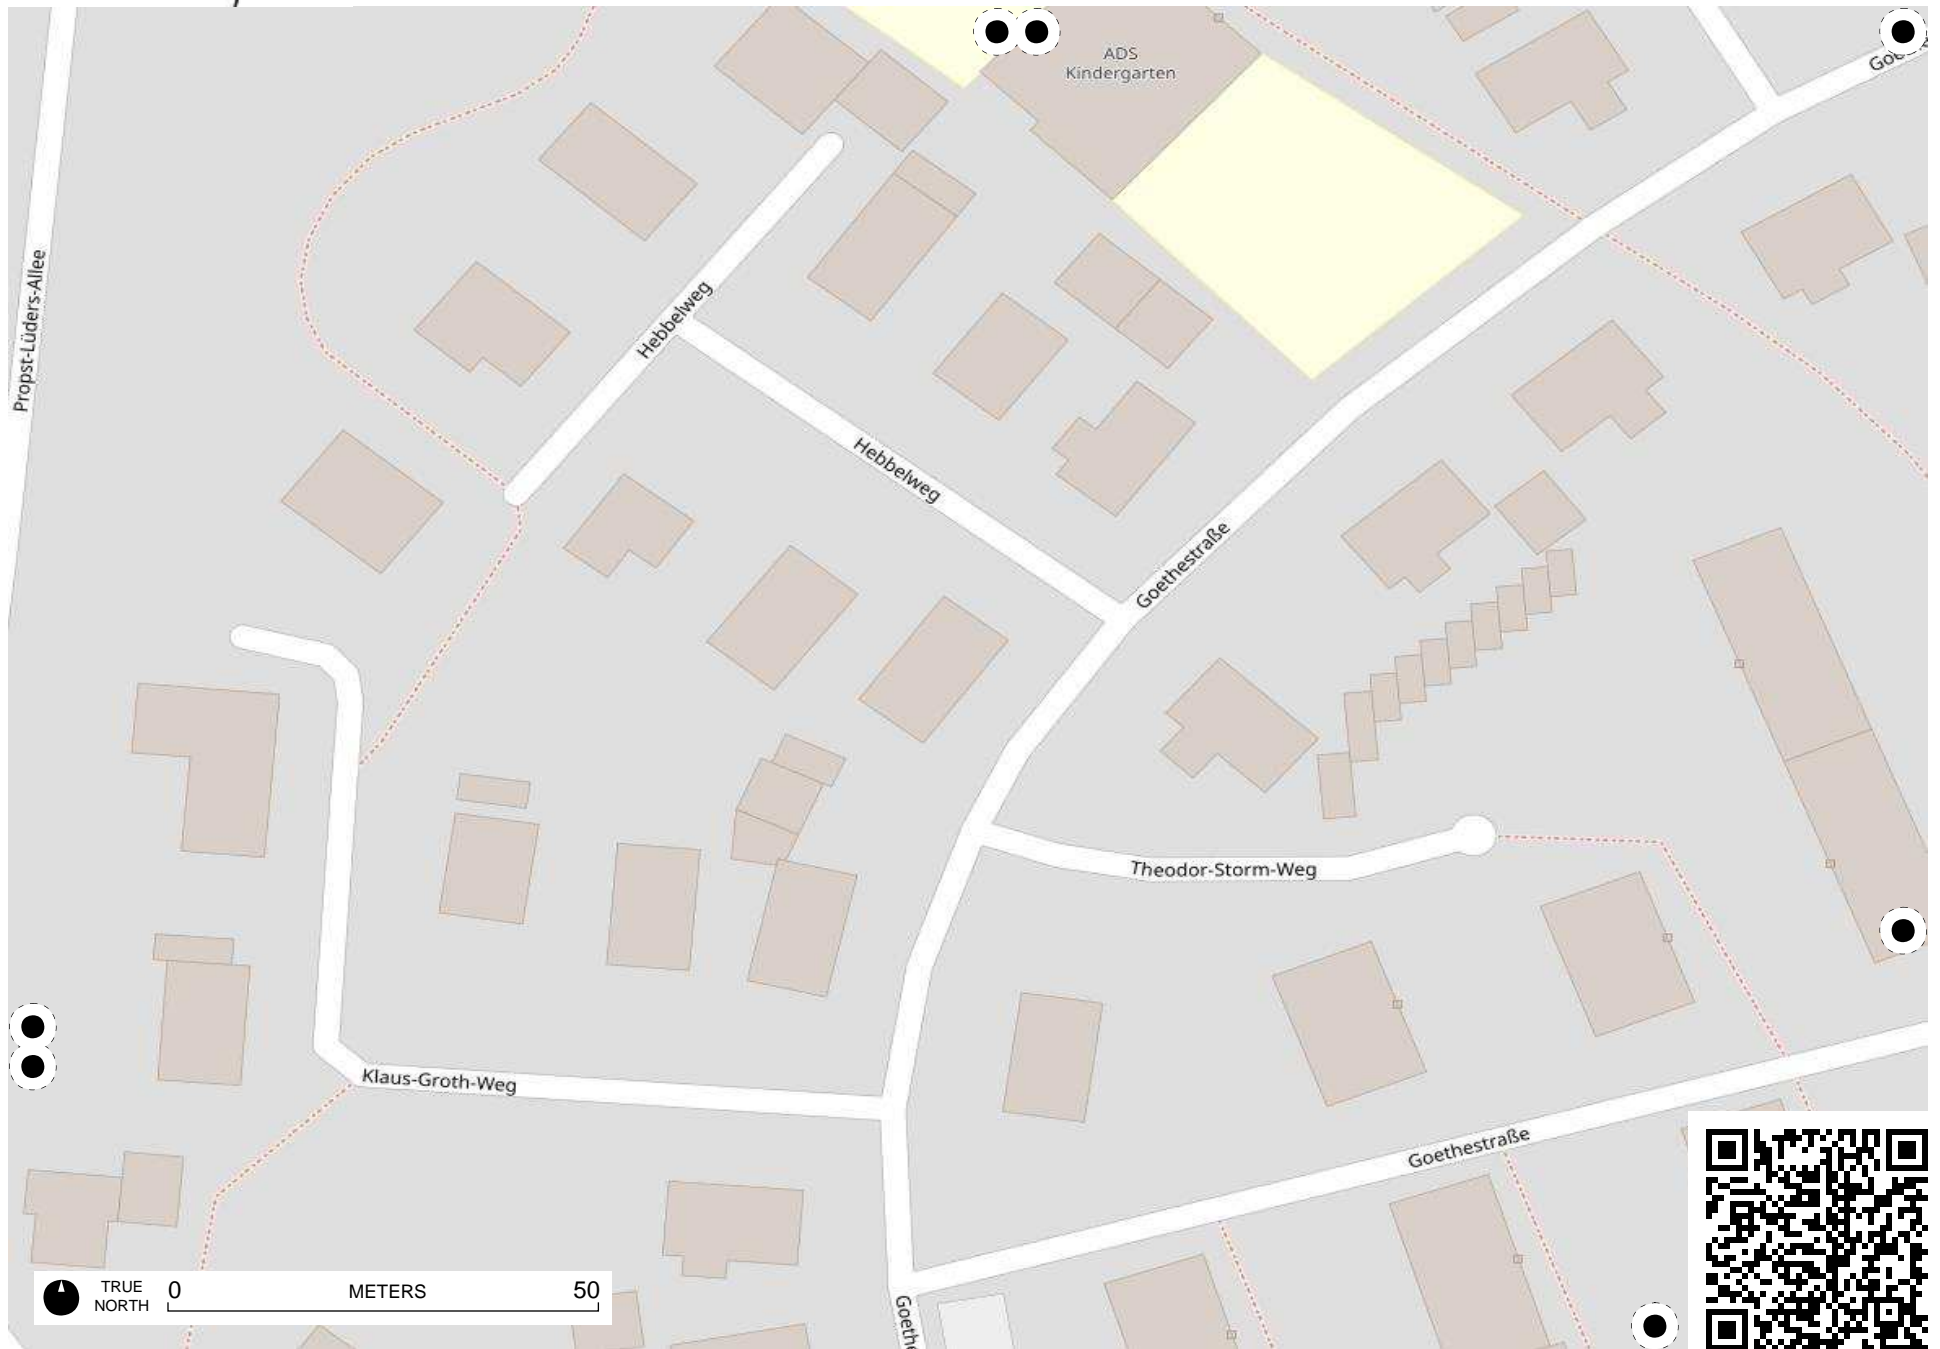 ADS
Kindergarten
Propst-Lüders-Allee
Hebbelweg
Hebbelweg
Goethestraße
Theodor-Storm-Weg
Klaus-Groth-Weg
Goethestraße
TRUE
NORTH
0
METERS
50